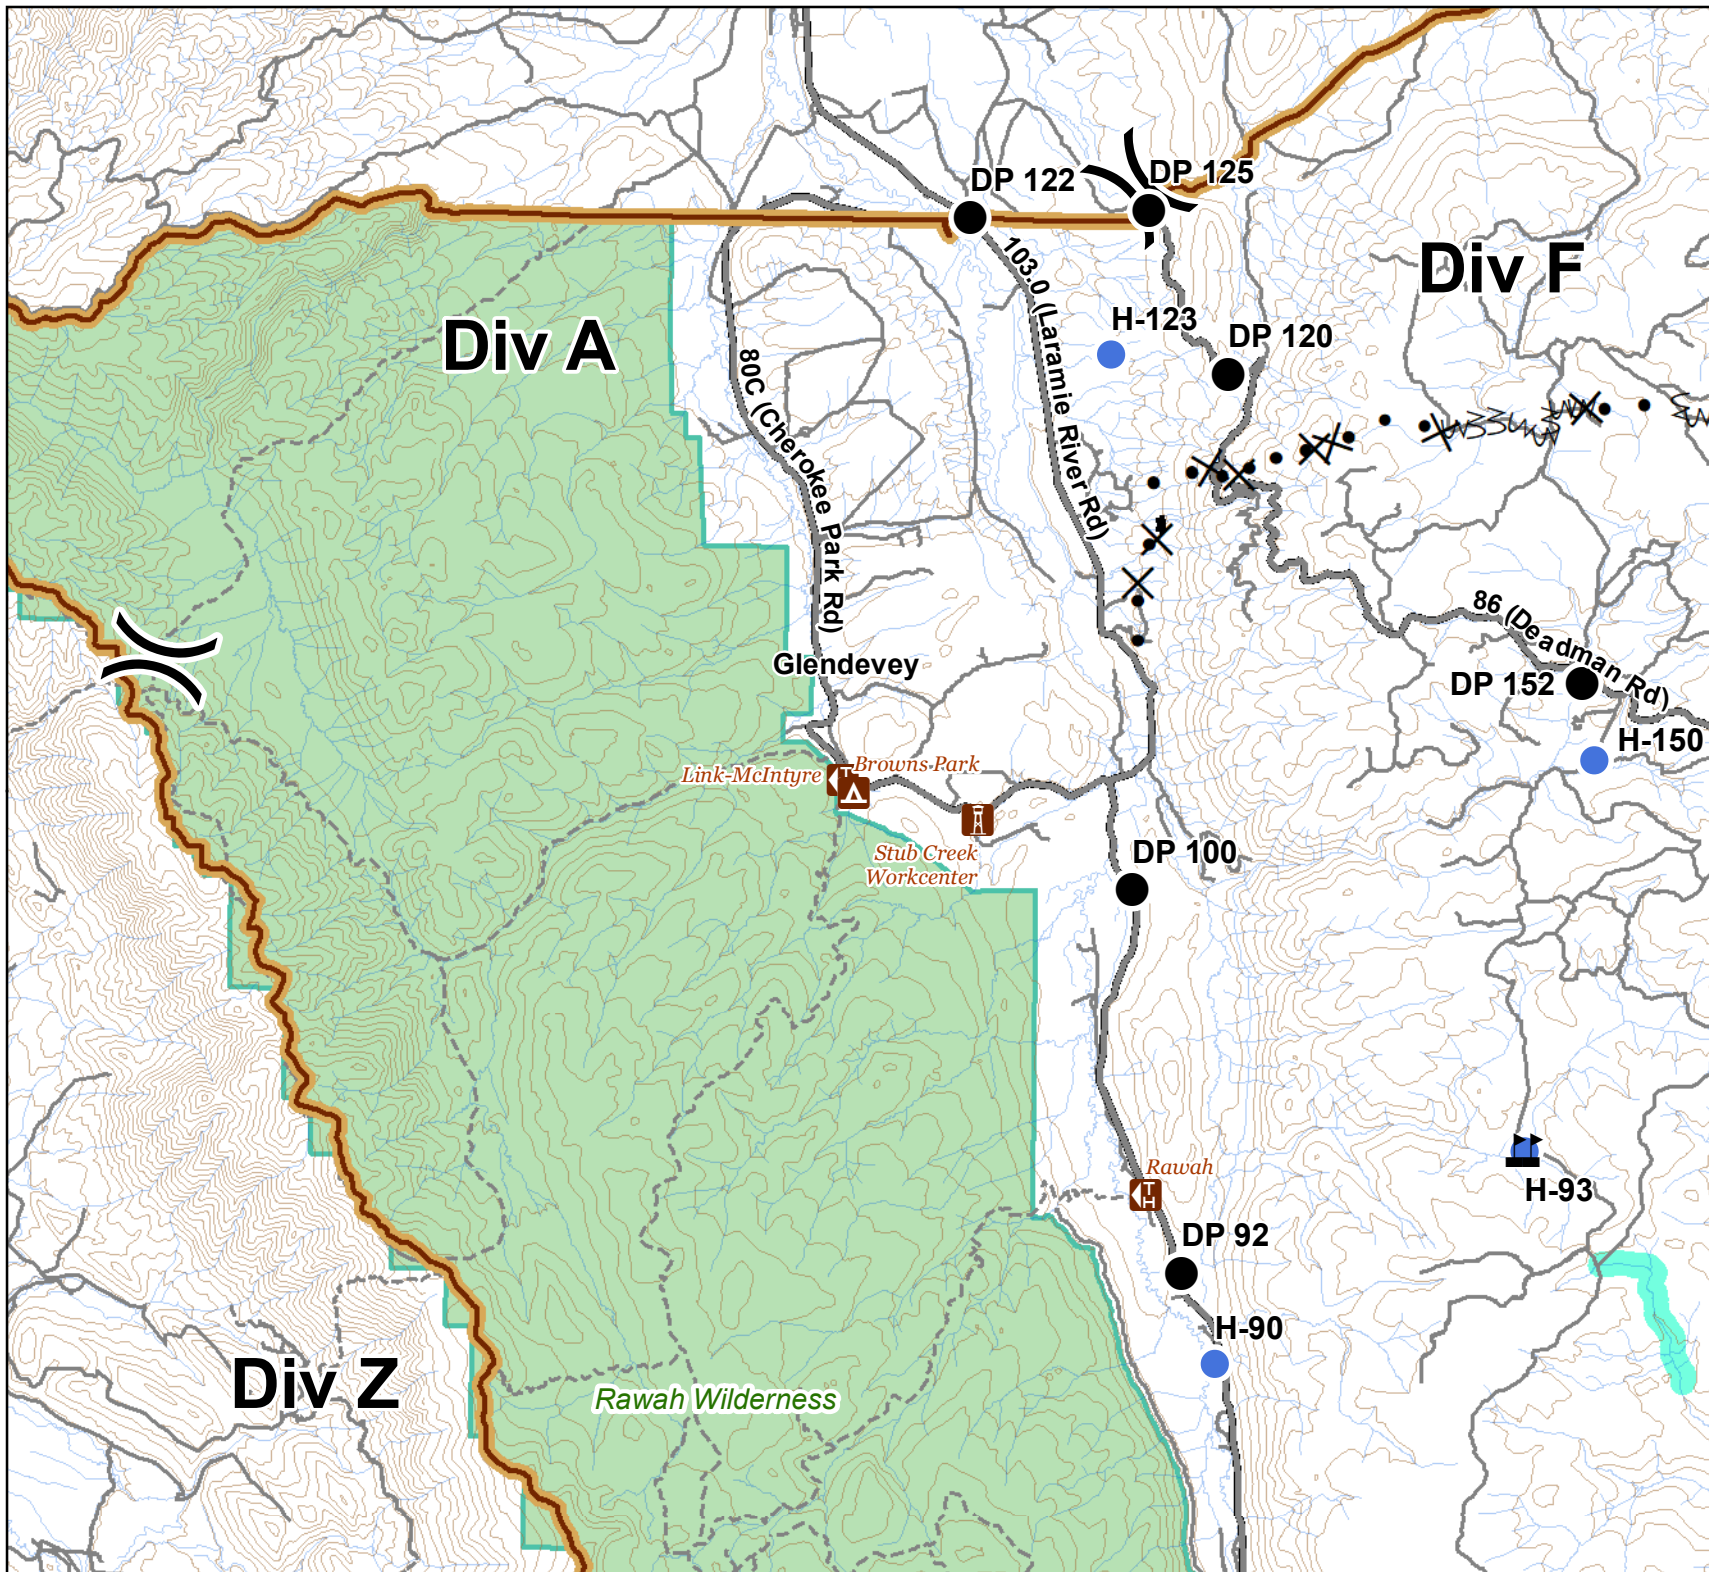 DP 122
DP 125
Div F
103.0 (Laramie River Rd)
H-123
DP 120
Div A
80C (Cherokee Park Rd)
86 (Deadman Rd)
Glendevey
DP 152
H-150
Link-McIntyre
Browns Park
Stub Creek
Workcenter
DP 100
Rawah
TH
H-93
DP 92
H-90
Div Z
Rawah Wilderness